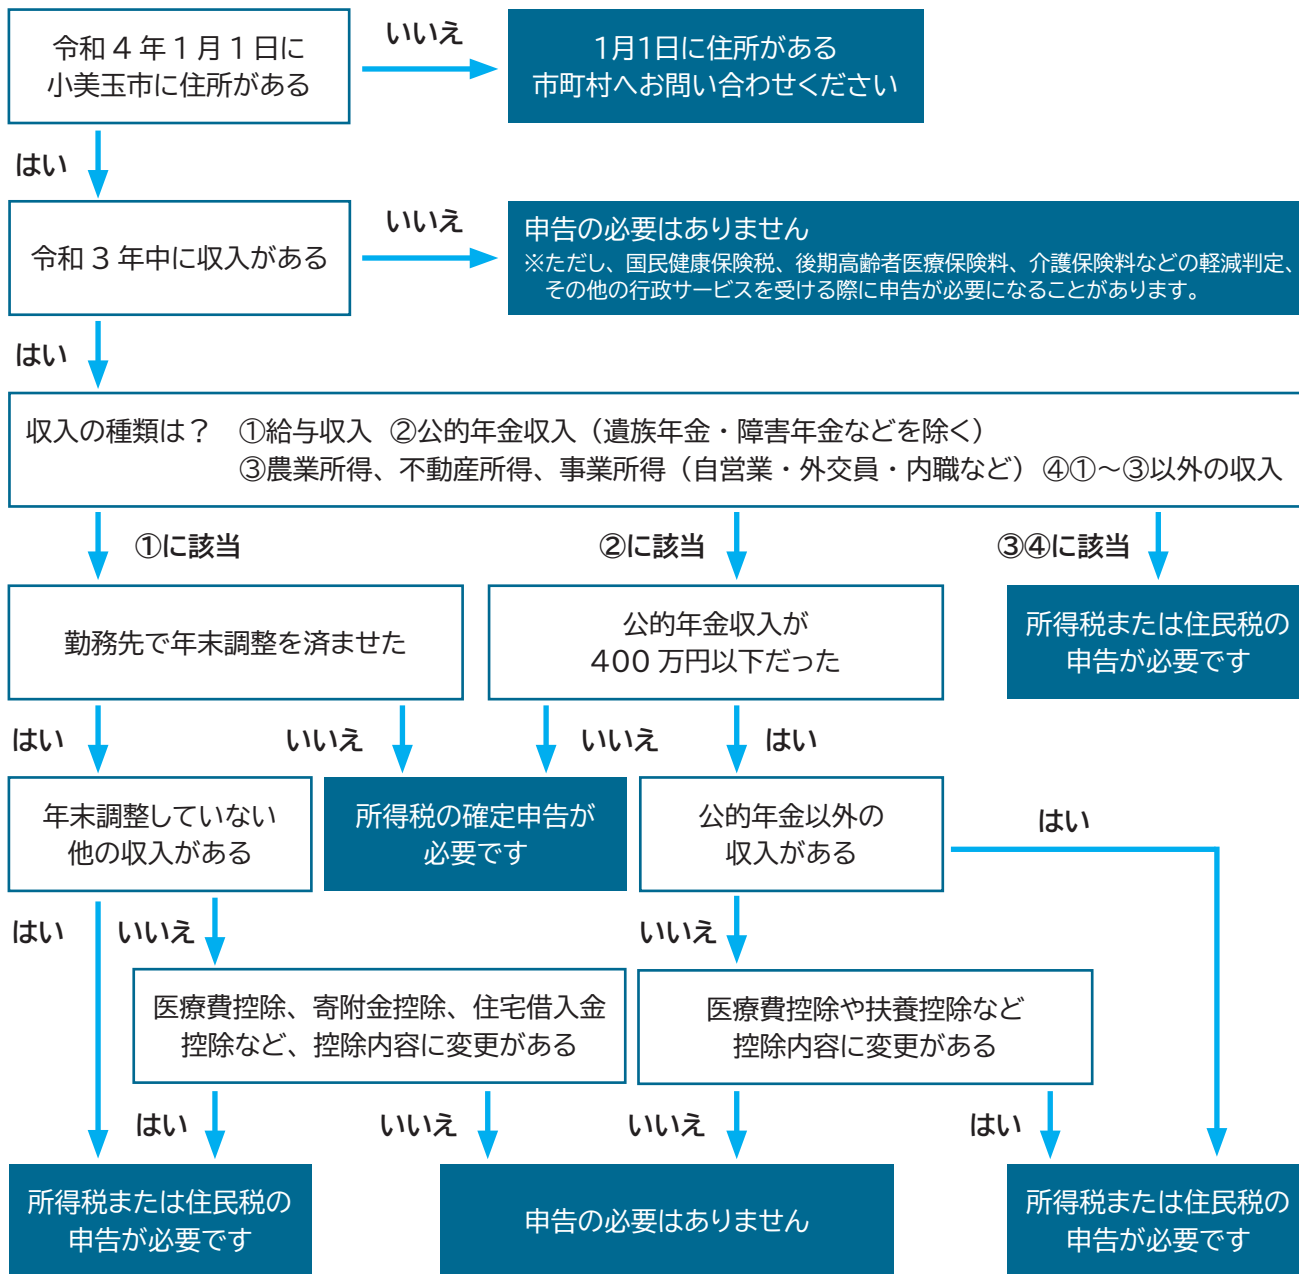 令和4年1月1日に
小美玉市に住所がある
いいえ
1月1日に住所がある
市町村へお問い合わせください
はい
令和3年中に収入がある
いいえ
申告の必要はありません
※ただし、国民健康保険税、後期高齢者医療保険料、介護保険料などの軽減判定、
その他の行政サービスを受ける際に申告が必要になることがあります。
はい
収入の種類は？ ①給与収入 ②公的年金収入（遺族年金・障害年金などを除く）
③農業所得、不動産所得、事業所得（自営業・外交員・内職など）④①～③以外の収入
①に該当
②に該当
③④に該当
勤務先で年末調整を済ませた
公的年金収入が
400万円以下だった
所得税または住民税の
申告が必要です
はい
いいえ
いいえ
はい
年末調整していない
他の収入がある
所得税の確定申告が
必要です
公的年金以外の
収入がある
はい
はい
いいえ
いいえ
医療費控除、寄附金控除、住宅借入金
控除など、控除内容に変更がある
医療費控除や扶養控除など
控除内容に変更がある
はい
いいえ
いいえ
はい
所得税または住民税の
申告が必要です
申告の必要はありません
所得税または住民税の
申告が必要です